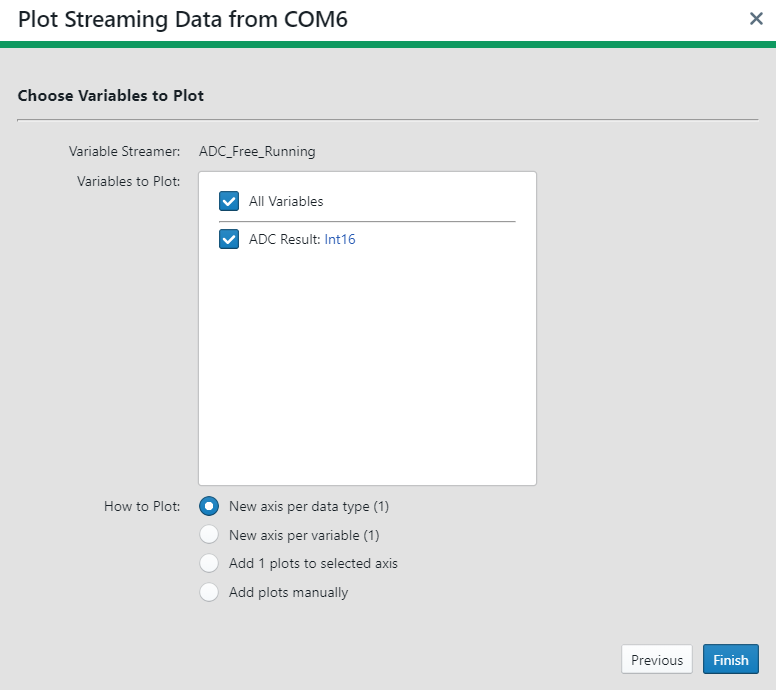 Plot Streaming Data from COM6
Choose Variables to Plot
Variable Streamer: ADC_Free_Running
Variables to Plot:
All Variables
ADC Result: Int16
How to Plot:
New axis per data type (1)
New axis per variable (1)
Add 1 plots to selected axis
Add plots manually
Previous
Finish